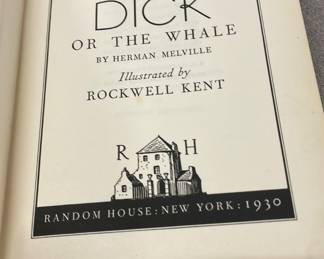 DICK
OR THE WHALE
BY HERMAN MELVILLE
Illustrated by
ROCKWELL KENT
R H
RANDOM HOUSE: NEW YORK: 1930